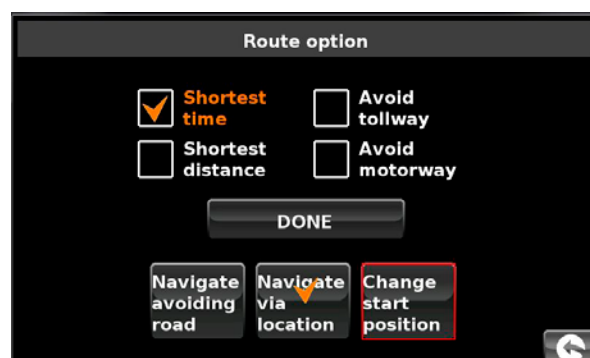 Route option
Shortest
time
Avoid
tollway
Shortest
distance
Avoid
motorway
DONE
Navigate
avoiding
road
Navigate
via
location
Change
start
position